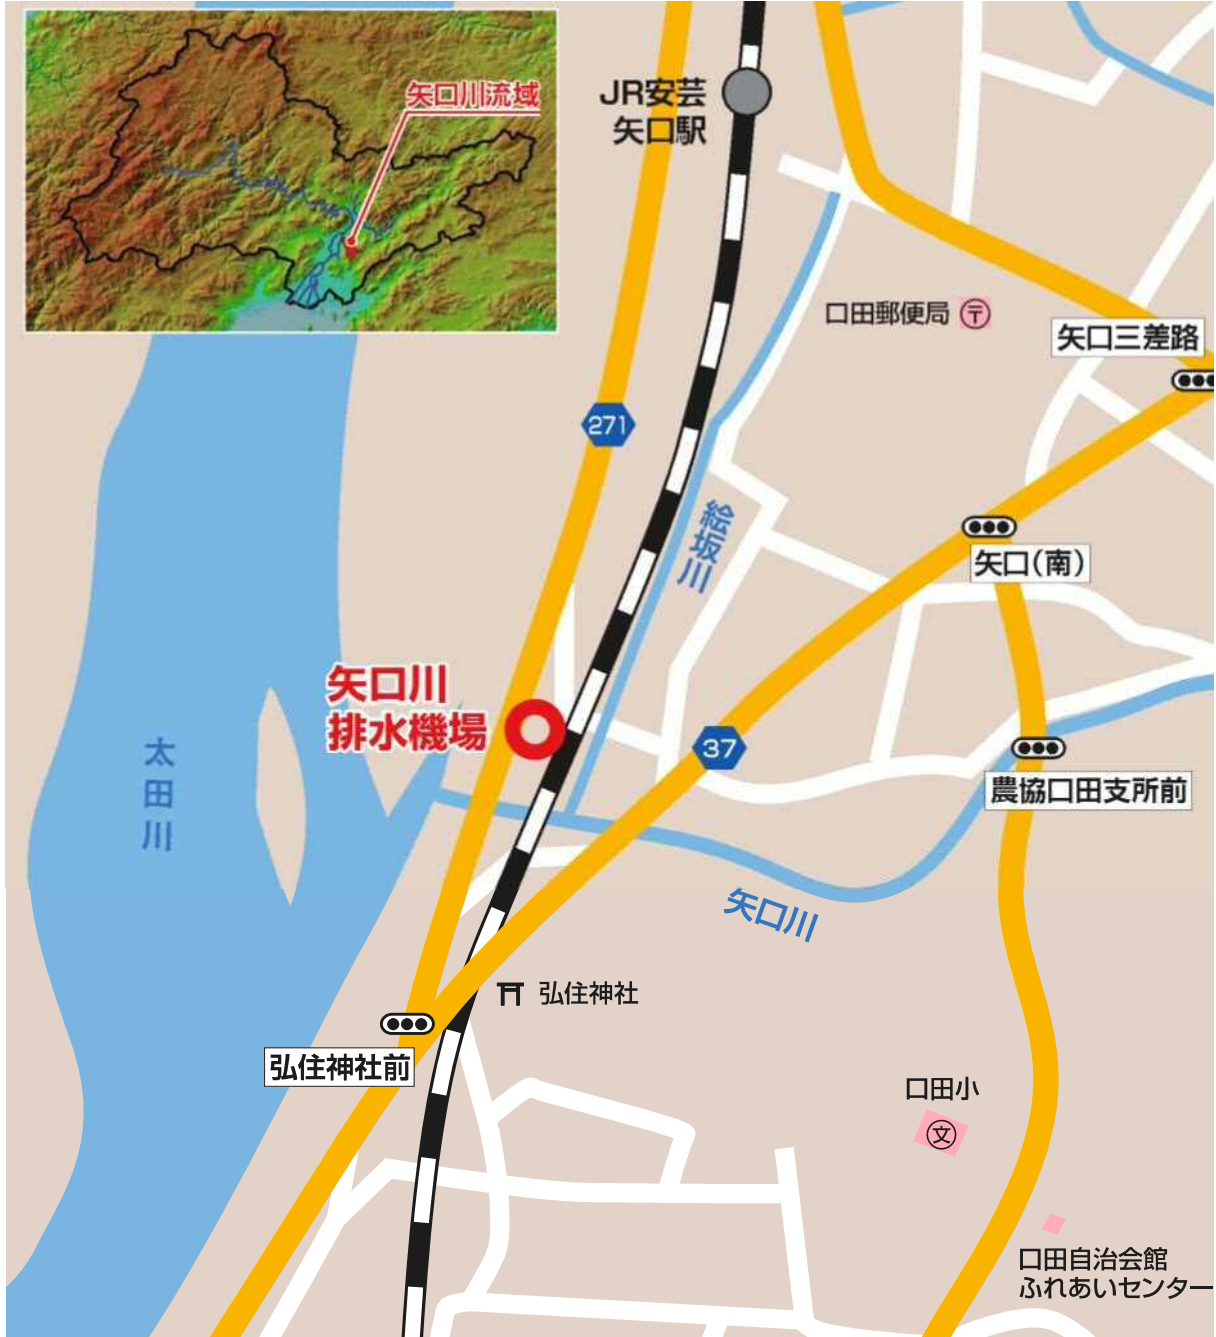 矢口川流域
JR安芸
矢口駅
口田郵便局
〒
矢口三差路
271
絵坂川
矢口(南)
矢口川
排水機場
37
太田川
農協口田支所前
矢口川
弘住神社
弘住神社前
口田小
文
口田自治会館
ふれあいセンター